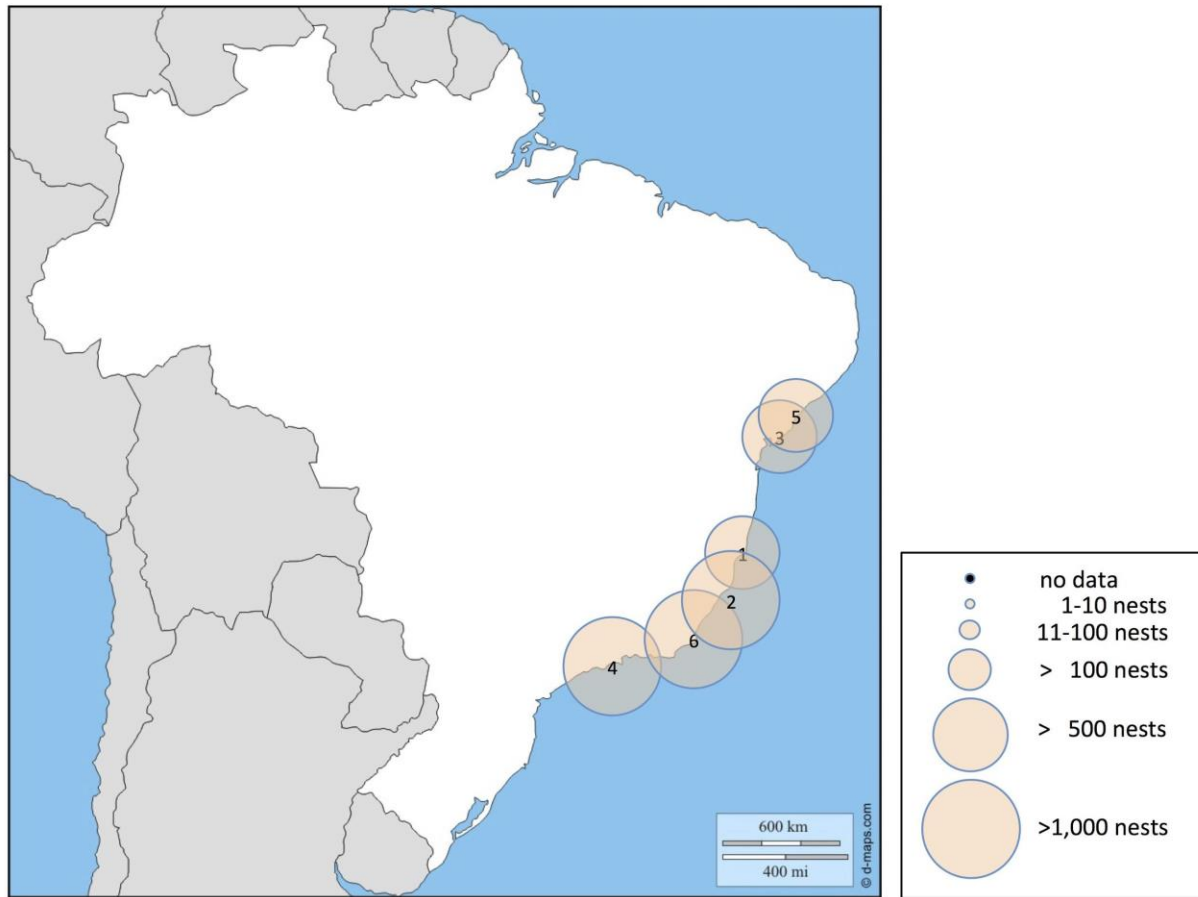 5
3
1
2
6
4
600 km
400 mi
© d-maps.com
no data
1-10 nests
11-100 nests
> 100 nests
> 500 nests
>1,000 nests